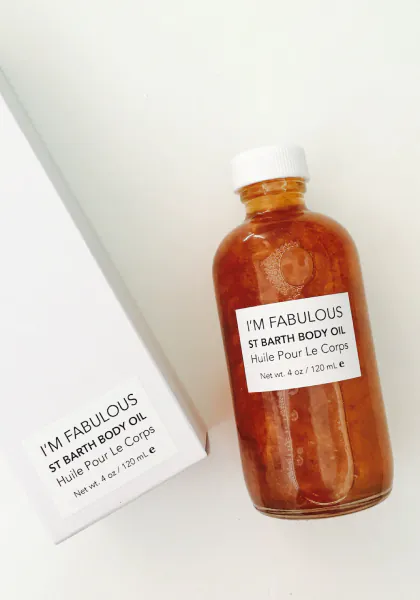 I'M FABULOUS
ST BARTH BODY OIL
Huile Pour Le Corps
Net wt. 4 oz / 120 mL e
I'M FABULOUS
ST BARTH BODY OIL
Huile Pour Le Corps
Net wt. 4 oz / 120 mL e